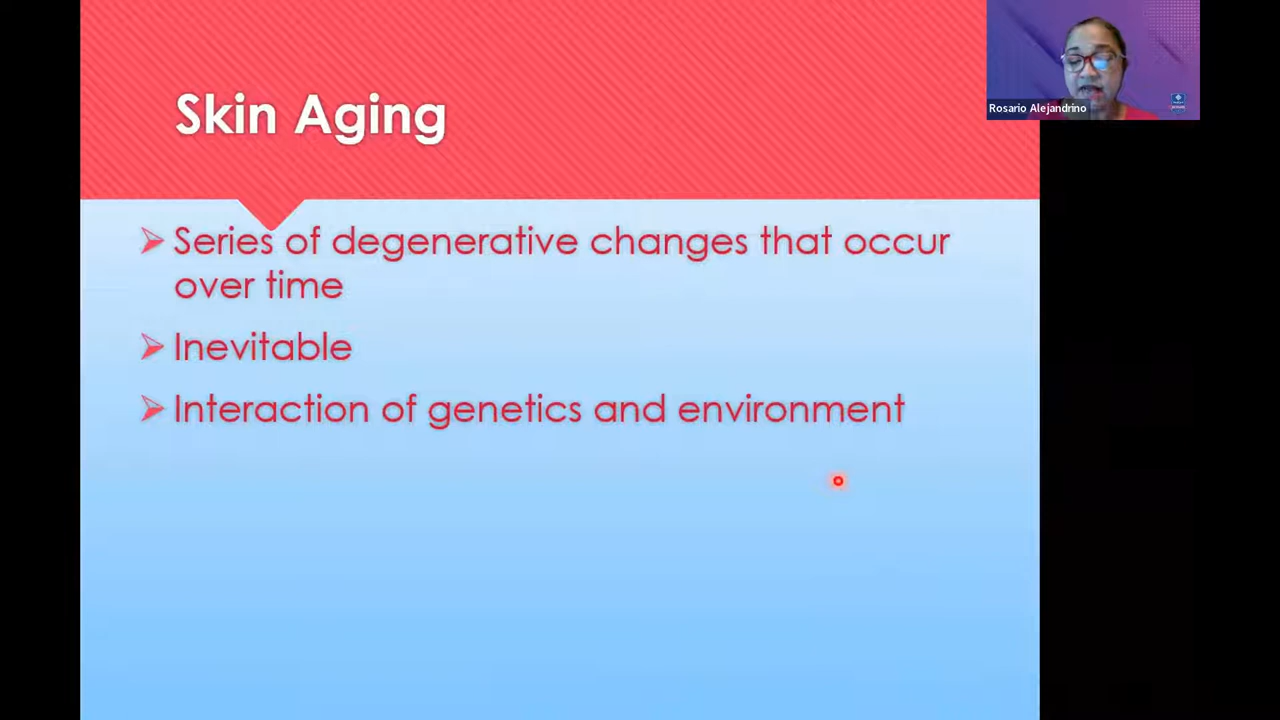 Skin Aging
Series of degenerative changes that occur
over time
Inevitable
Interaction of genetics and environment
Rosario Alejandrino